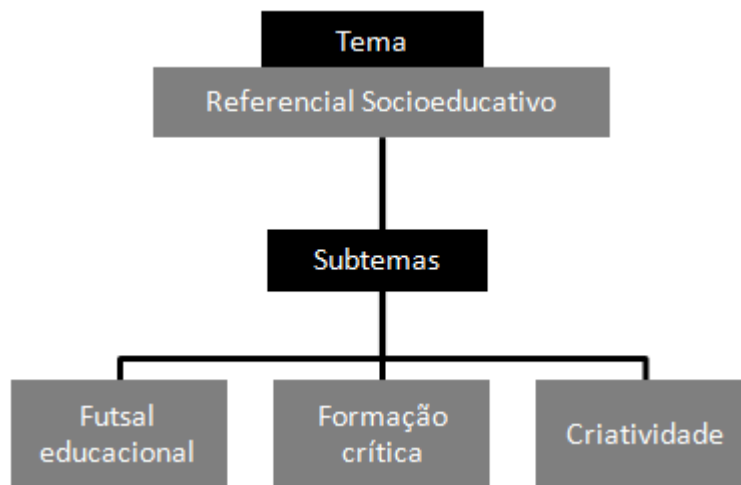 Tema
Referencial Socioeducativo
Subtemas
Futsal
educacional
Formação
crítica
Criatividade